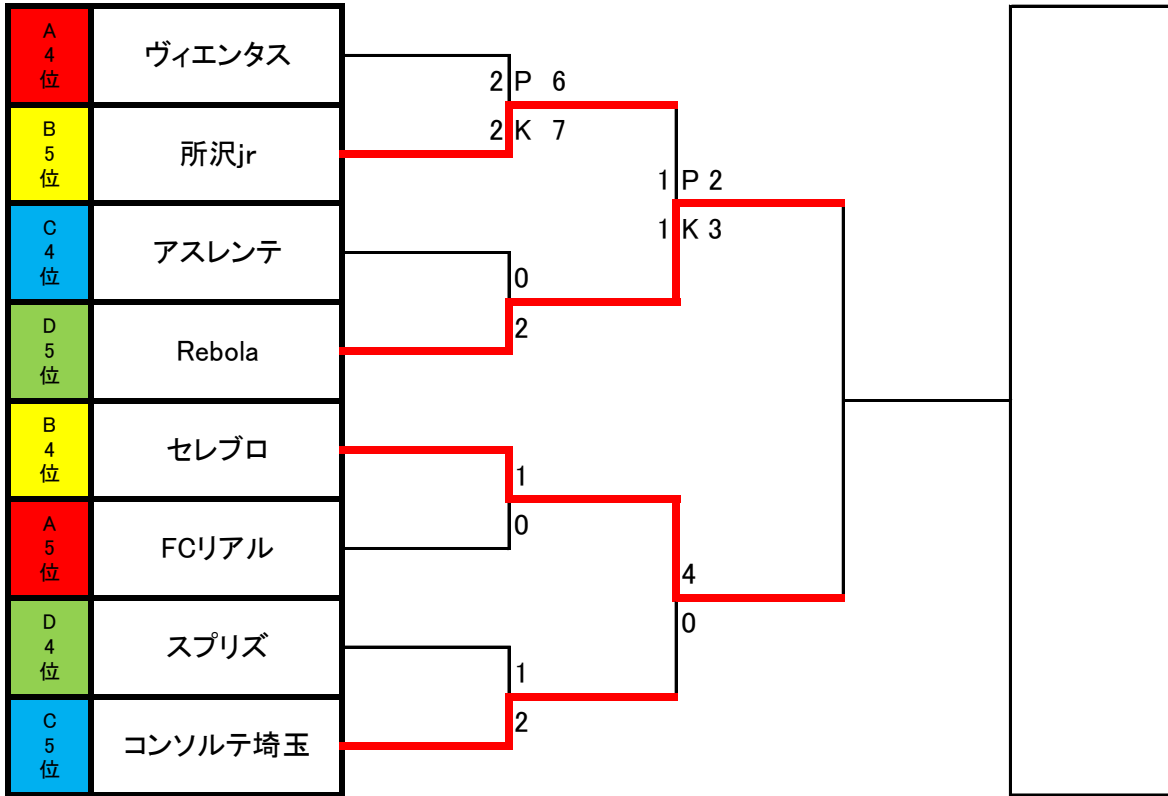 A
4
位
ヴィエンタス
2 P 6
B
5
位
所沢jr
2 K 7
1 P 2
C
4
位
アスレンテ
1 K 3
0
D
5
位
Rebola
2
B
4
位
セレブロ
1
A
5
位
FCリアル
0
4
D
4
位
スプリズ
0
1
C
5
位
コンソルテ埼玉
2